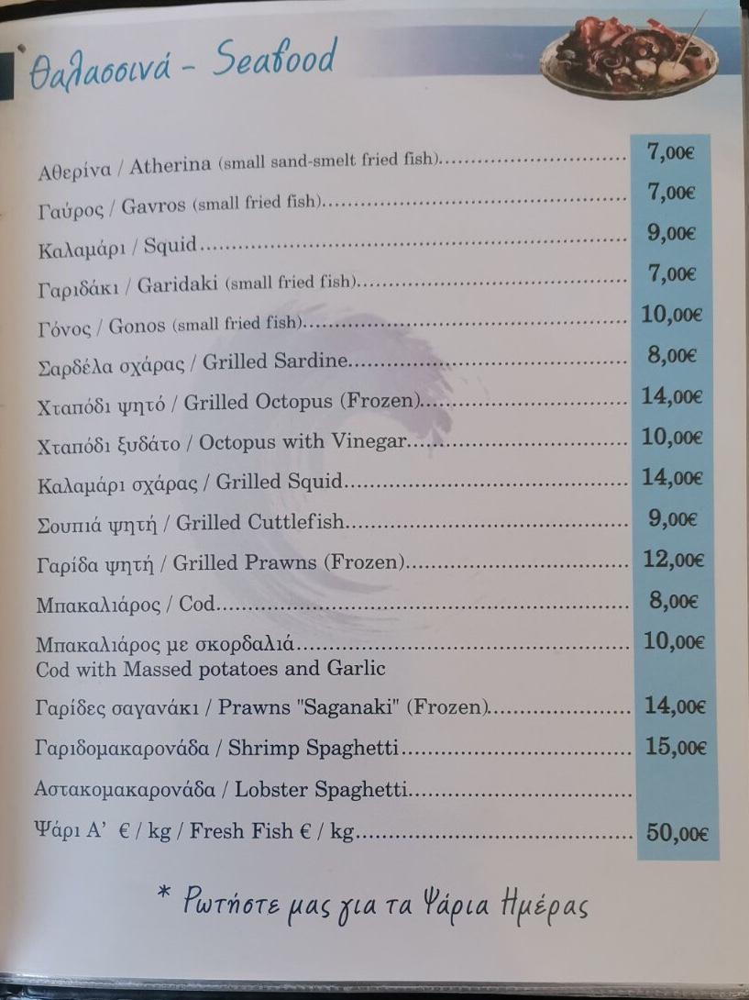 Θαλασσινά - Seafood
Αθερίνα / Atherina (small sand-smelt fried fish)........................ 7,00€
Γαύρος / Gavros (small fried fish)........................ 7,00€
Καλαμάρι / Squid........................ 9,00€
Γαριδάκι / Garidaki (small fried fish)........................ 7,00€
Γόνος / Gonos (small fried fish)........................ 10,00€
Σαρδέλα σχάρας / Grilled Sardine........................ 8,00€
Χταπόδι ψητό / Grilled Octopus (Frozen)........................ 14,00€
Χταπόδι ξυδάτο / Octopus with Vinegar........................ 10,00€
Καλαμάρι σχάρας / Grilled Squid........................ 14,00€
Σουπιά ψητή / Grilled Cuttlefish........................ 9,00€
Γαρίδα ψητή / Grilled Prawns (Frozen)........................ 12,00€
Μπακαλιάρος / Cod........................ 8,00€
Μπακαλιάρος με σκορδαλιά........................ 10,00€
Cod with Massed potatoes and Garlic
Γαρίδες σαγανάκι / Prawns "Saganaki" (Frozen)........................ 14,00€
Γαριδομακαρονάδα / Shrimp Spaghetti........................ 15,00€
Αστακομακαρονάδα / Lobster Spaghetti........................
Ψάρι Α' € / kg / Fresh Fish € / kg........................ 50,00€
* Ρωτήστε μας για τα Ψάρια Ημέρας